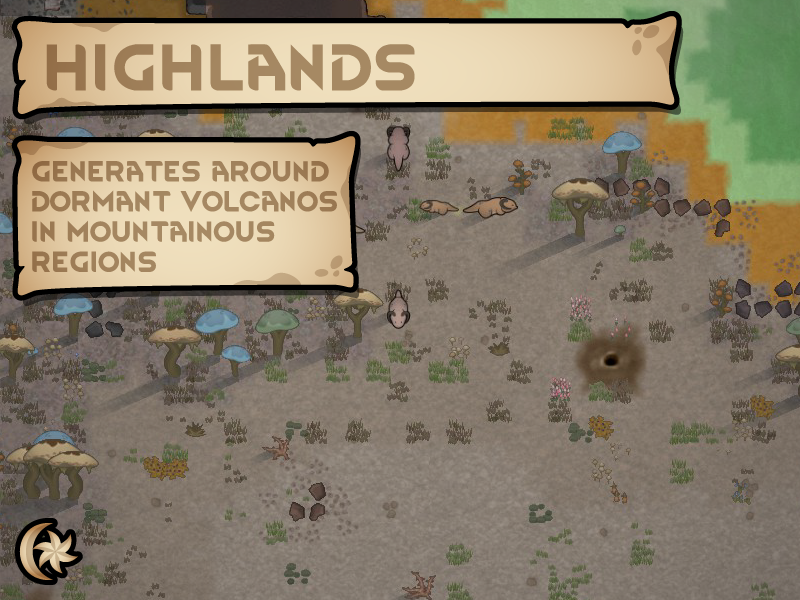 HIGHLANDS
GENERATES AROUND
DORMANT VOLCANOS
IN MOUNTAINOUS
REGIONS